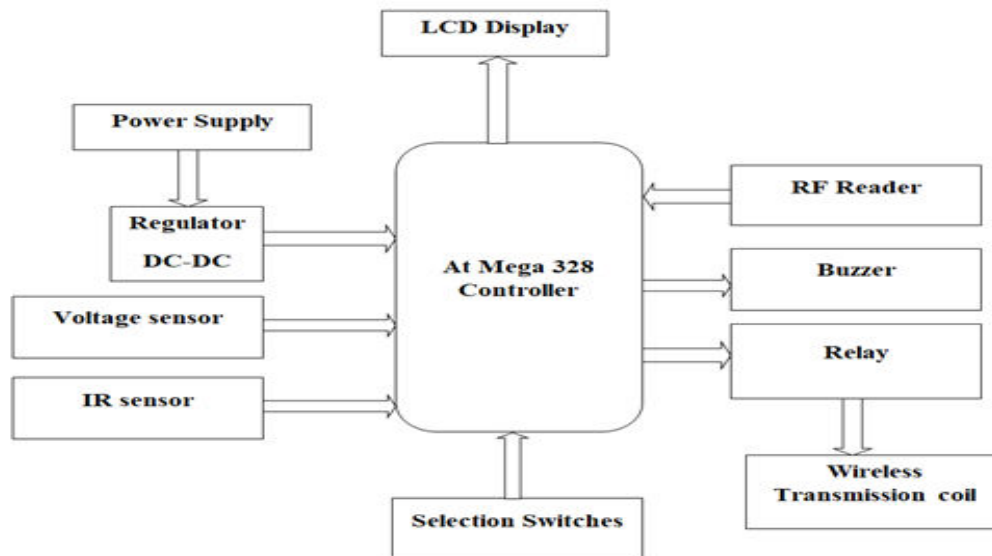 LCD Display
Power Supply
Regulator
DC-DC
Voltage sensor
IR sensor
At Mega 328
Controller
RF Reader
Buzzer
Relay
Wireless
Transmission coil
Selection Switches